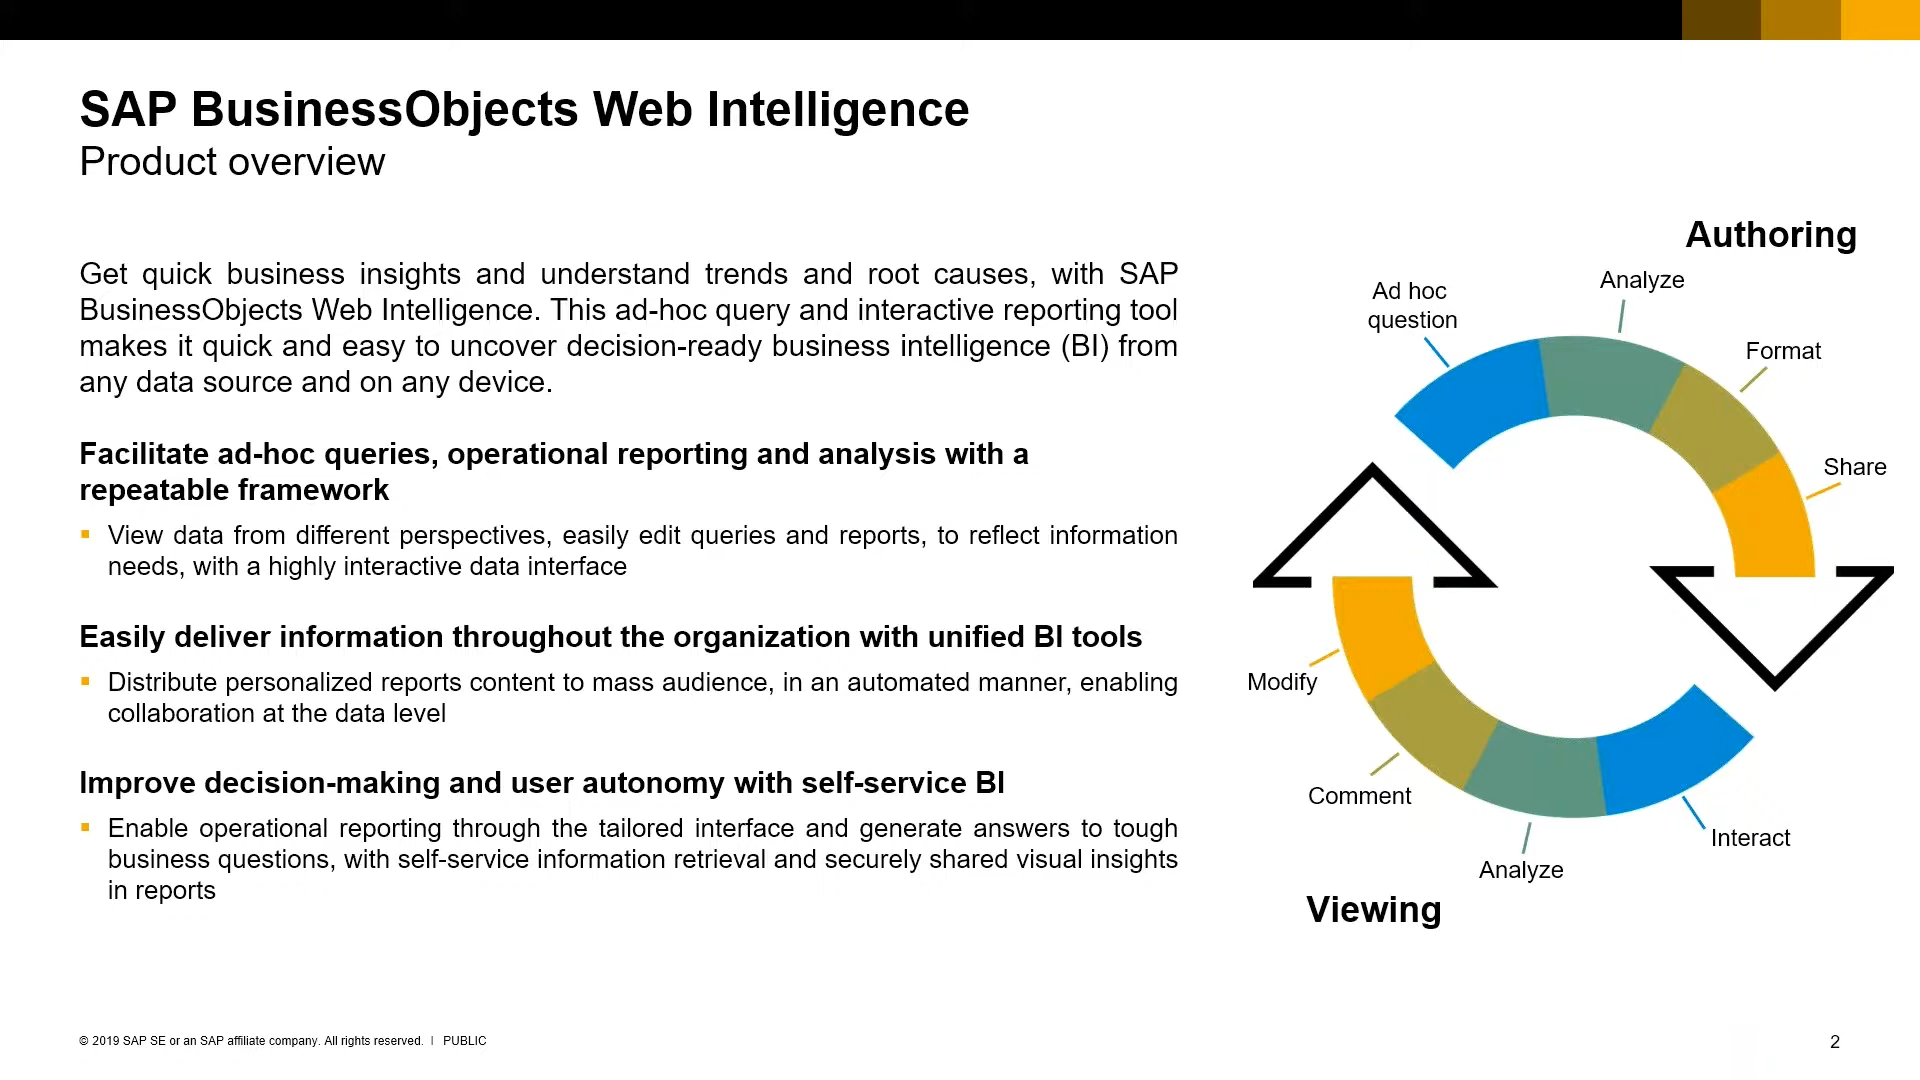 SAP BusinessObjects Web Intelligence
Product overview
Get quick business insights and understand trends and root causes, with SAP
BusinessObjects Web Intelligence. This ad-hoc query and interactive reporting tool
makes it quick and easy to uncover decision-ready business intelligence (BI) from
any data source and on any device.
Facilitate ad-hoc queries, operational reporting and analysis with a
repeatable framework
▪ View data from different perspectives, easily edit queries and reports, to reflect information
needs, with a highly interactive data interface
Easily deliver information throughout the organization with unified BI tools
▪ Distribute personalized reports content to mass audience, in an automated manner, enabling
collaboration at the data level
Improve decision-making and user autonomy with self-service BI
▪ Enable operational reporting through the tailored interface and generate answers to tough
business questions, with self-service information retrieval and securely shared visual insights
in reports
Authoring
Ad hoc
question
Analyze
Format
Share
Modify
Comment
Analyze
Interact
Viewing
© 2019 SAP SE or an SAP affiliate company. All rights reserved. | PUBLIC
2